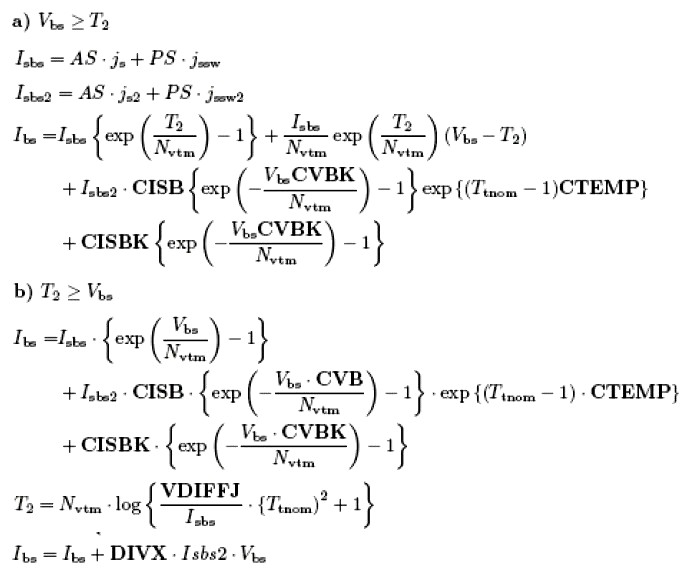 a) V_bs ≥ T_2
I_sbs = AS · j_s + PS · j_ssw
I_sbs2 = AS · j_s2 + PS · j_ssw2
I_bs =I_sbs {exp (T_2 / N_vtm) − 1} + I_sbs / N_vtm exp (T_2 / N_vtm) (V_bs − T_2)
+ I_sbs2 · CISB {exp (−V_bs CVBK / N_vtm) − 1} exp {(T_tnom − 1)CTEMP}
+ CISBK {exp (−V_bs CVBK / N_vtm) − 1}
b) T_2 ≥ V_bs
I_bs =I_sbs · {exp (V_bs / N_vtm) − 1}
+ I_sbs2 · CISB · {exp (−V_bs · CVB / N_vtm) − 1} · exp {(T_tnom − 1) · CTEMP}
+ CISBK · {exp (−V_bs · CVBK / N_vtm) − 1}
T_2 = N_vtm · log {VDIFFJ / I_sbs · {T_tnom}^2 + 1}
I_bs = I_bs + DIVX · Isbs2 · V_bs